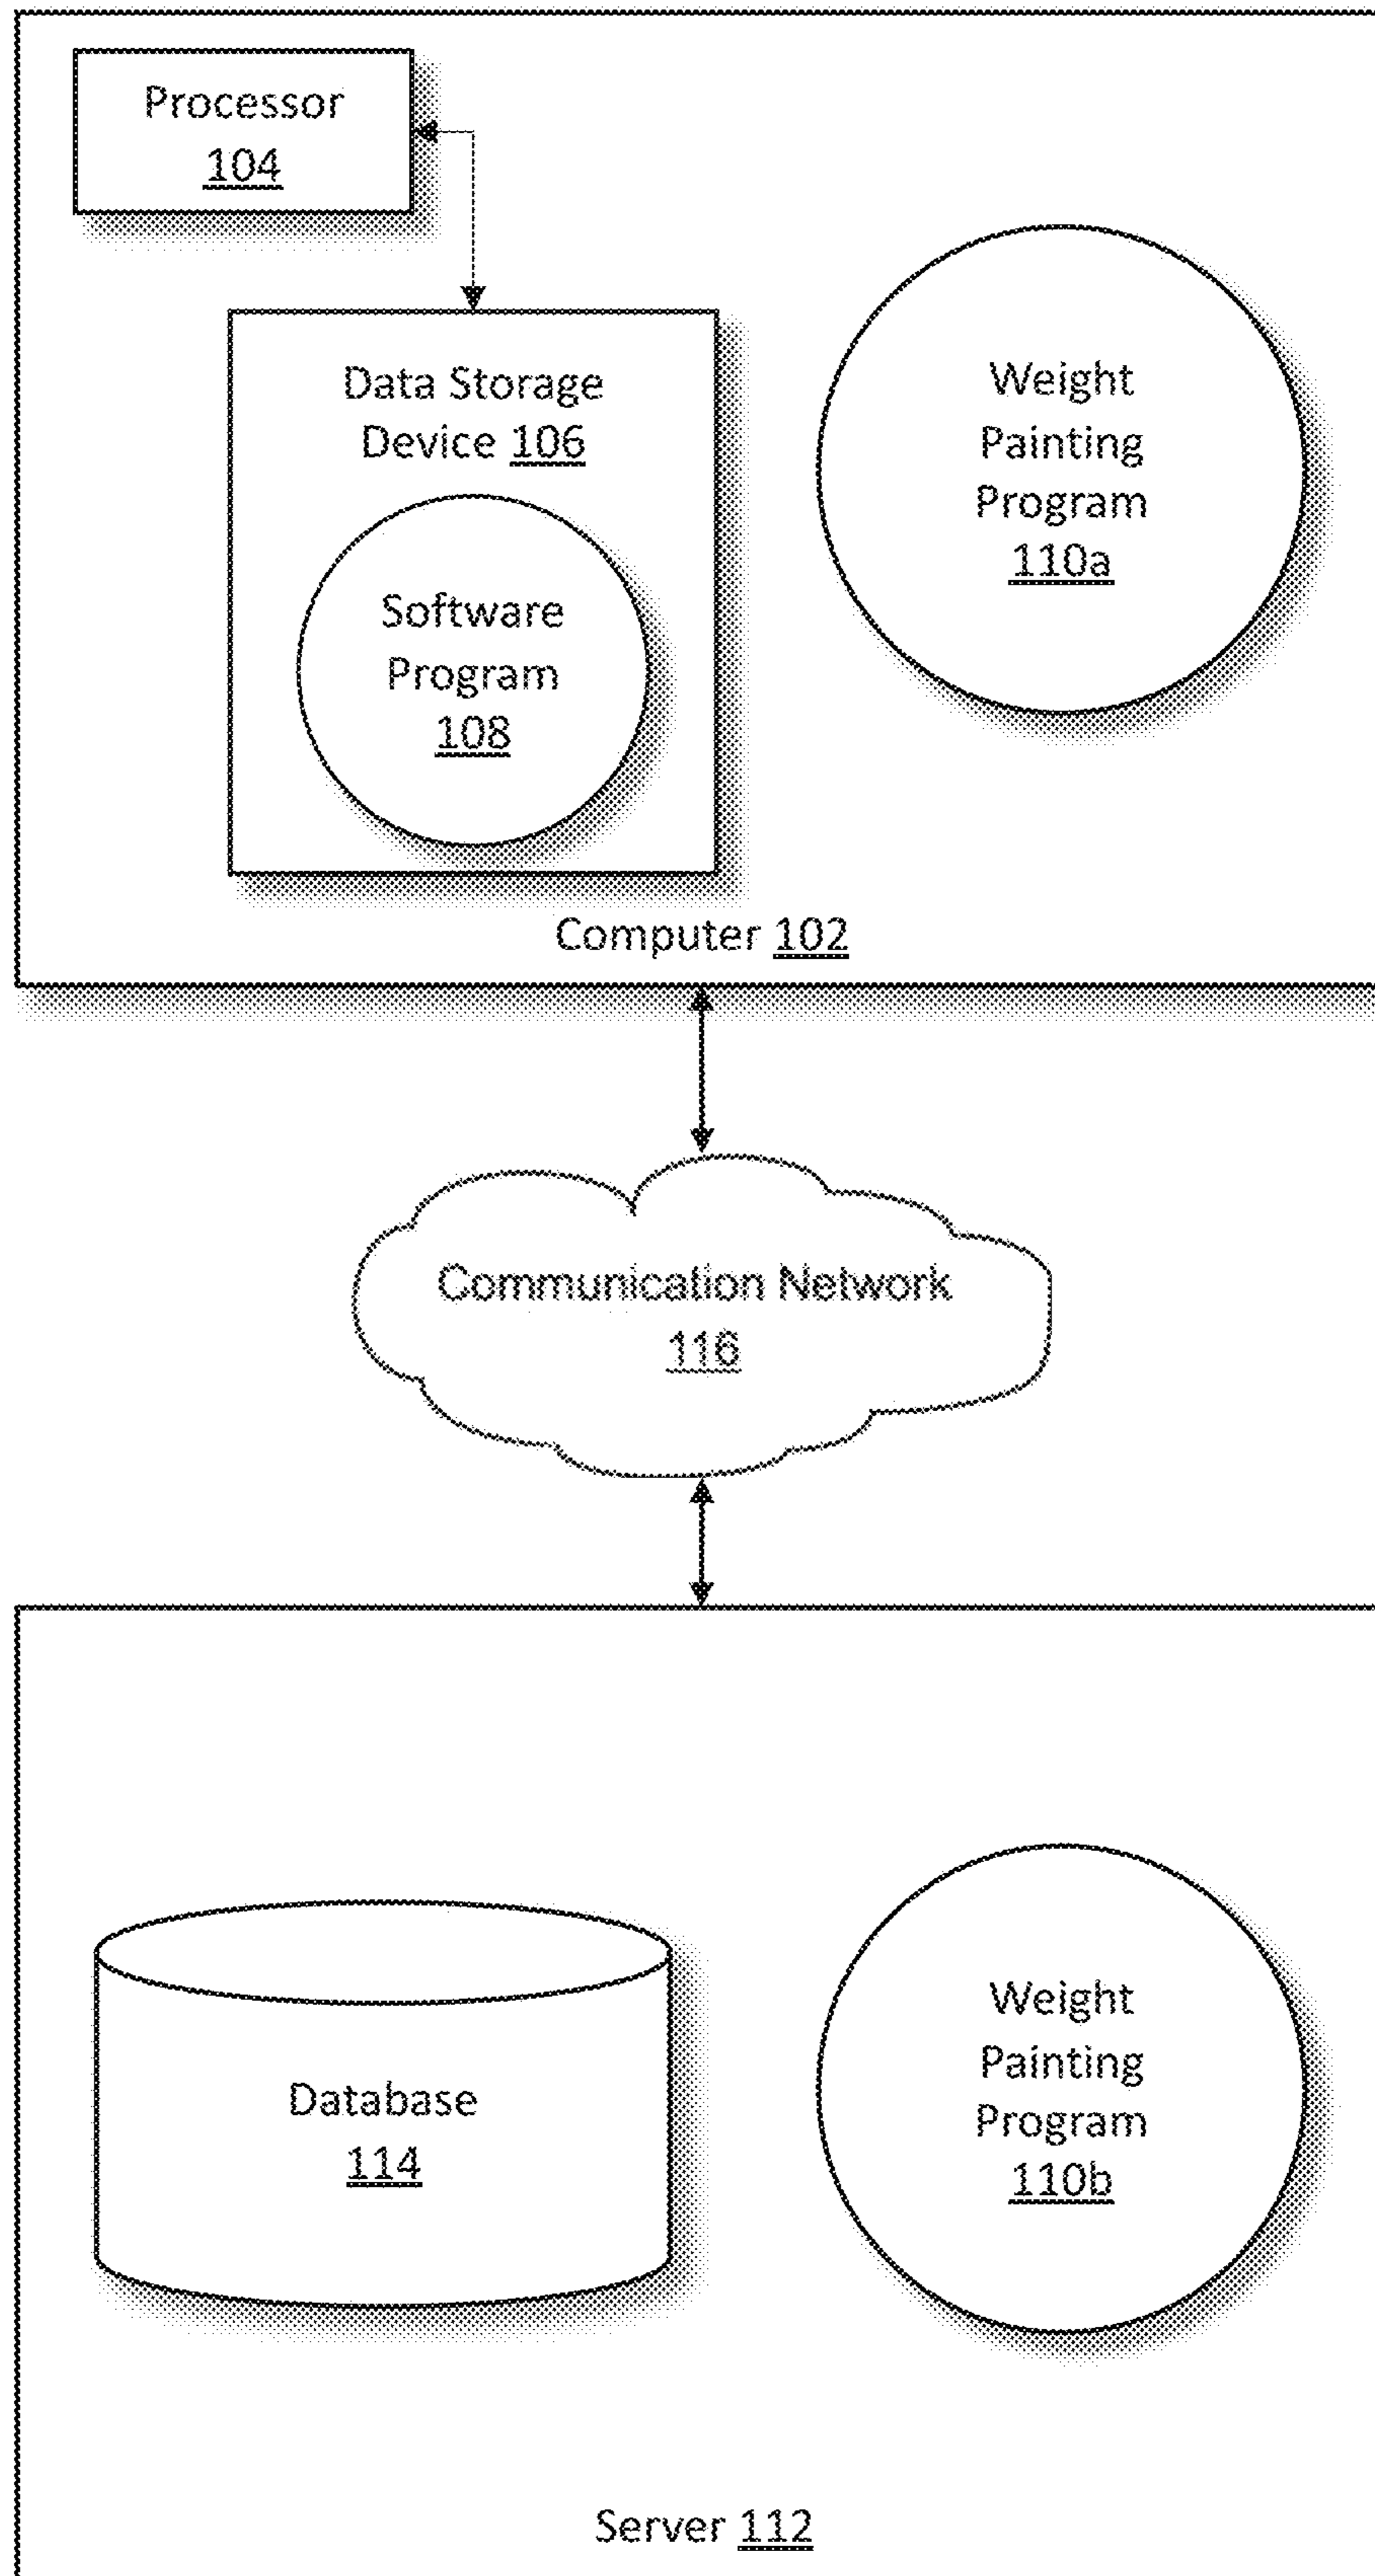 Processor
104
Data Storage
Device 106
Software
Program
108
Weight
Painting
Program
110a
Computer 102
Communication Network
116
Database
114
Weight
Painting
Program
110b
Server 112